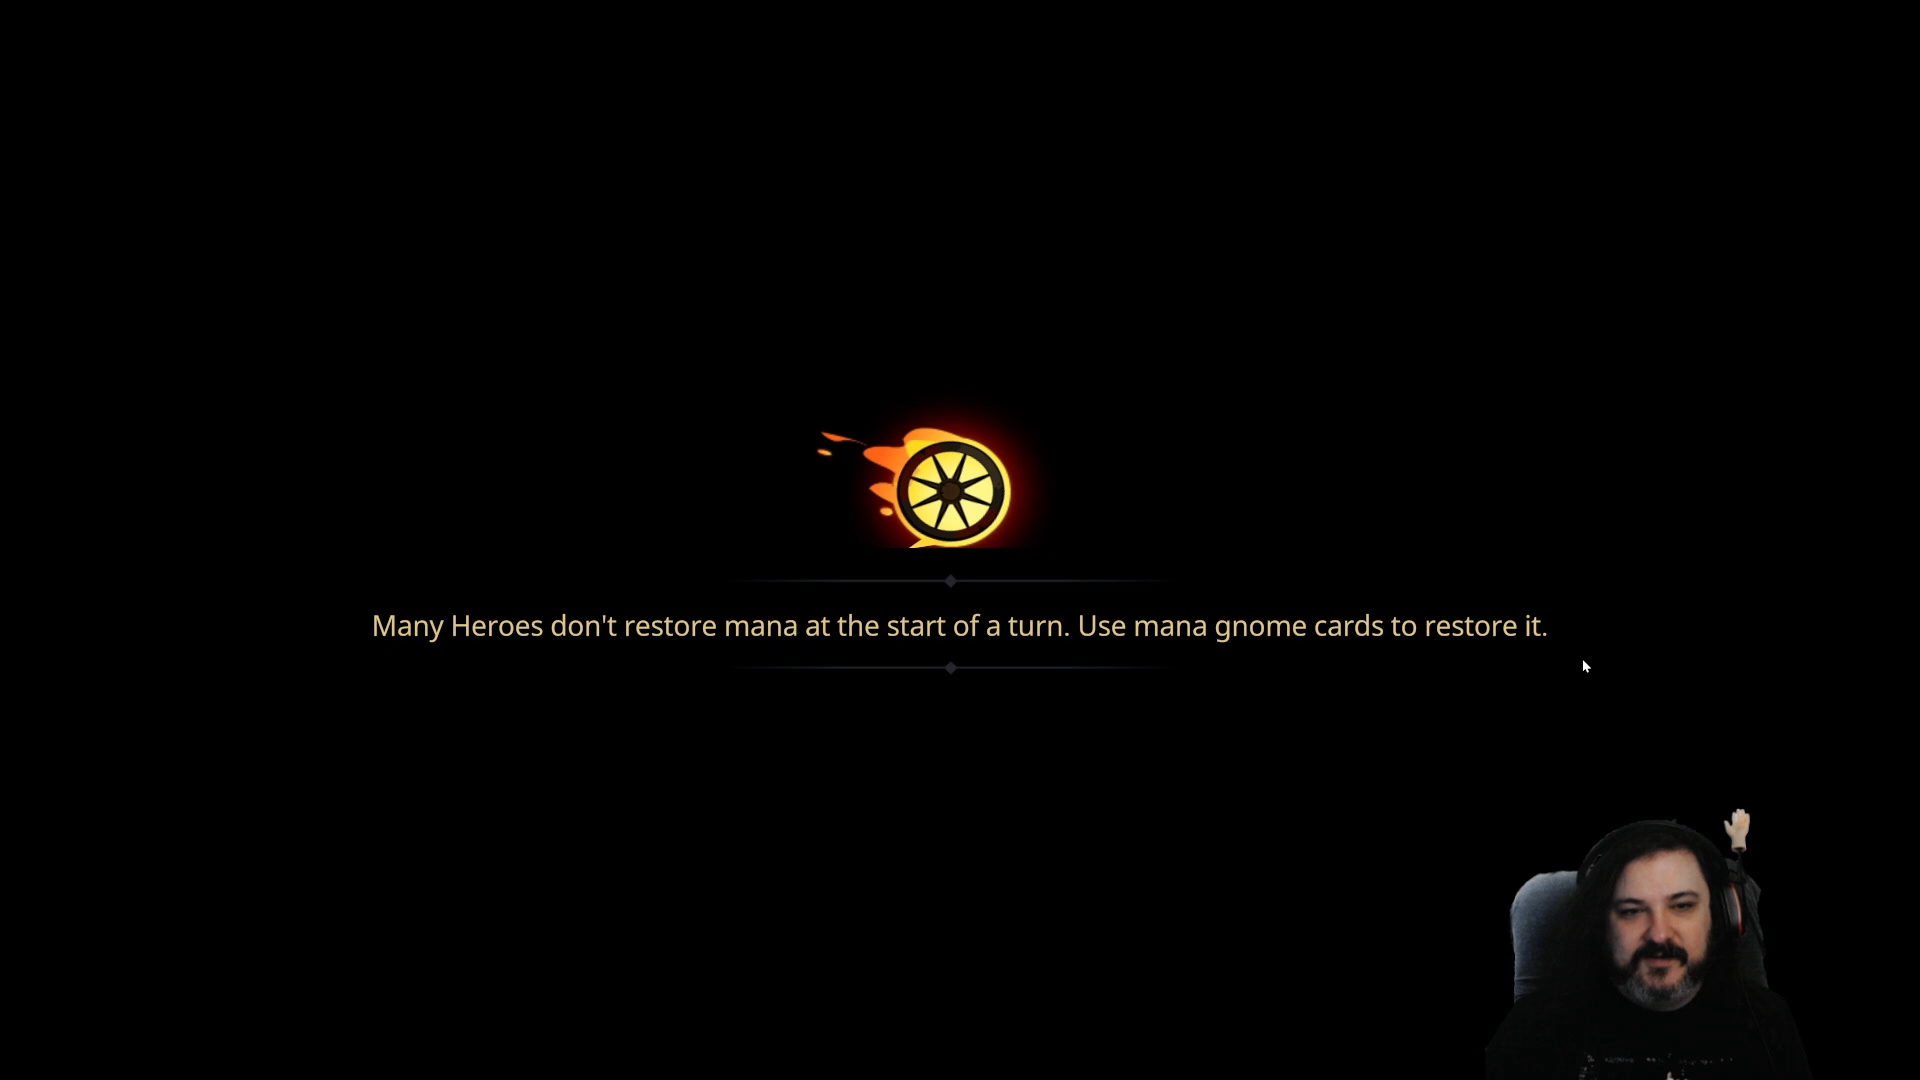 Many Heroes don't restore mana at the start of a turn. Use mana gnome cards to restore it.